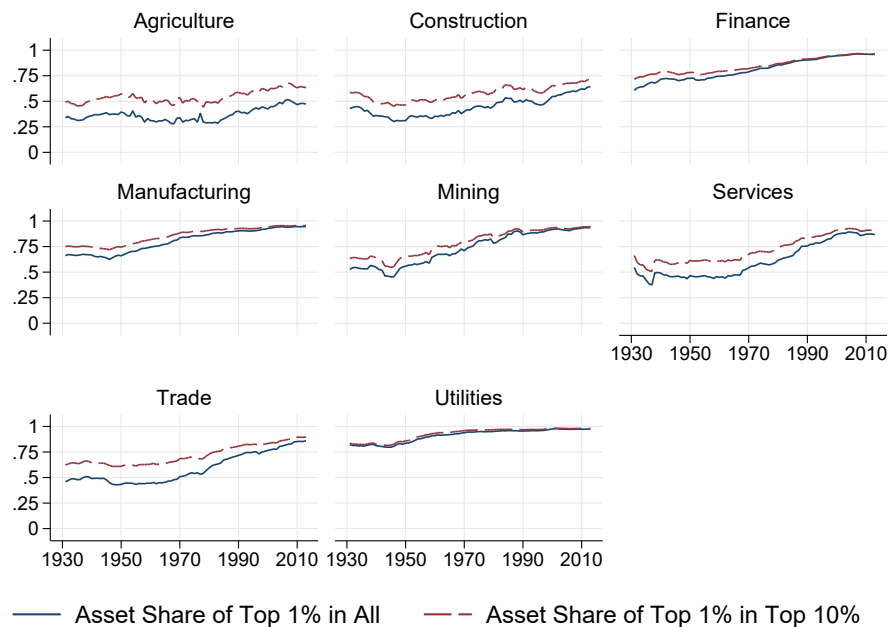 Agriculture Construction Finance
1
.75
.5
.25
0
Manufacturing Mining Services
1
.75
.5
.25
0
1930 1950 1970 1990 2010
Trade Utilities
1
.75
.5
.25
0
1930 1950 1970 1990 2010 1930 1950 1970 1990 2010
Asset Share of Top 1% in All Asset Share of Top 1% in Top 10%